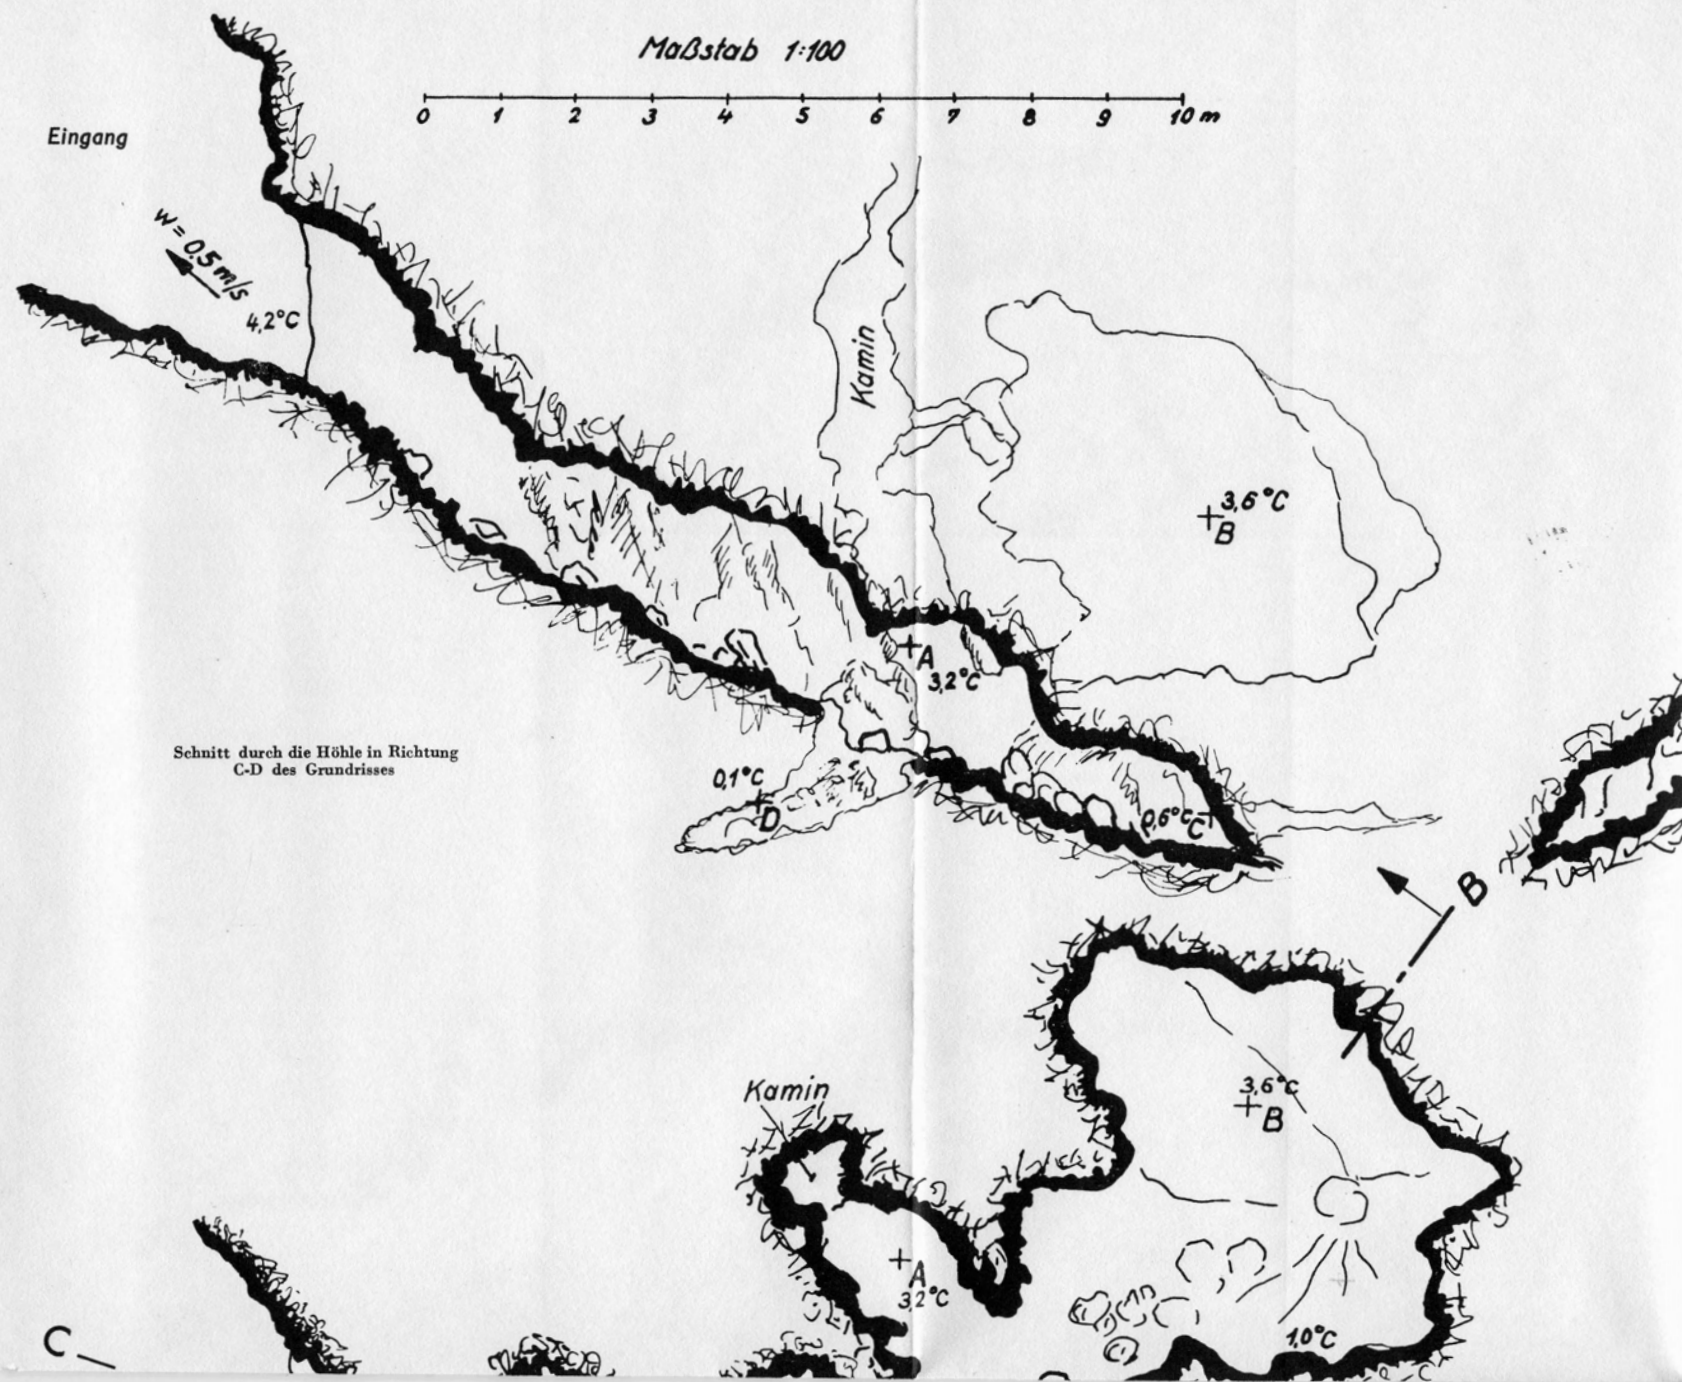 Maßstab 1:100
0 1 2 3 4 5 6 7 8 9 10 m
Eingang
w = 0,5 m/s
4,2°C
Kamin
3,6°C
B
A
3,2°C
Schnitt durch die Höhle in Richtung
C-D des Grundrisses
0,1°C
D
0,6°C C
B
Kamin
3,6°C
B
A
3,2°C
1,0°C
C